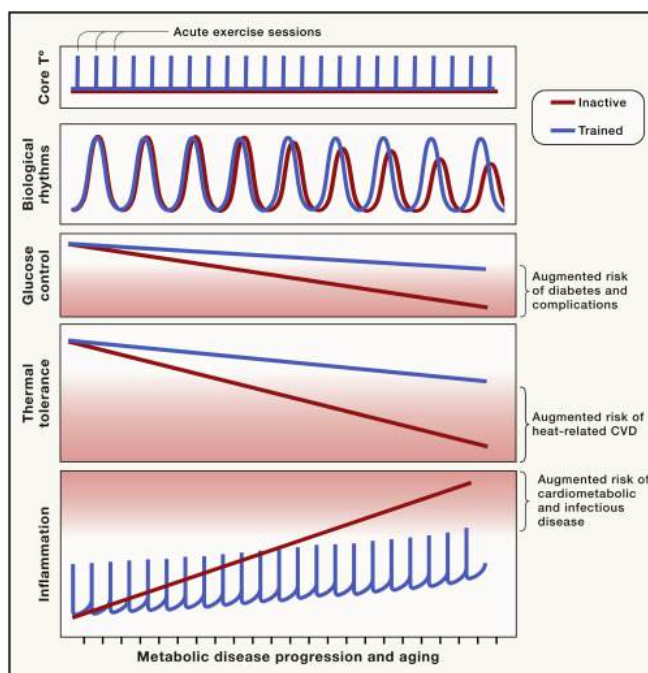 Acute exercise sessions
Core T°
Inactive
Trained
Biological
rhythms
Glucose
control
Augmented risk
of diabetes and
complications
Thermal
tolerance
Augmented risk of
heat-related CVD
Inflammation
Augmented risk of
cardiometabolic
and infectious
disease
Metabolic disease progression and aging